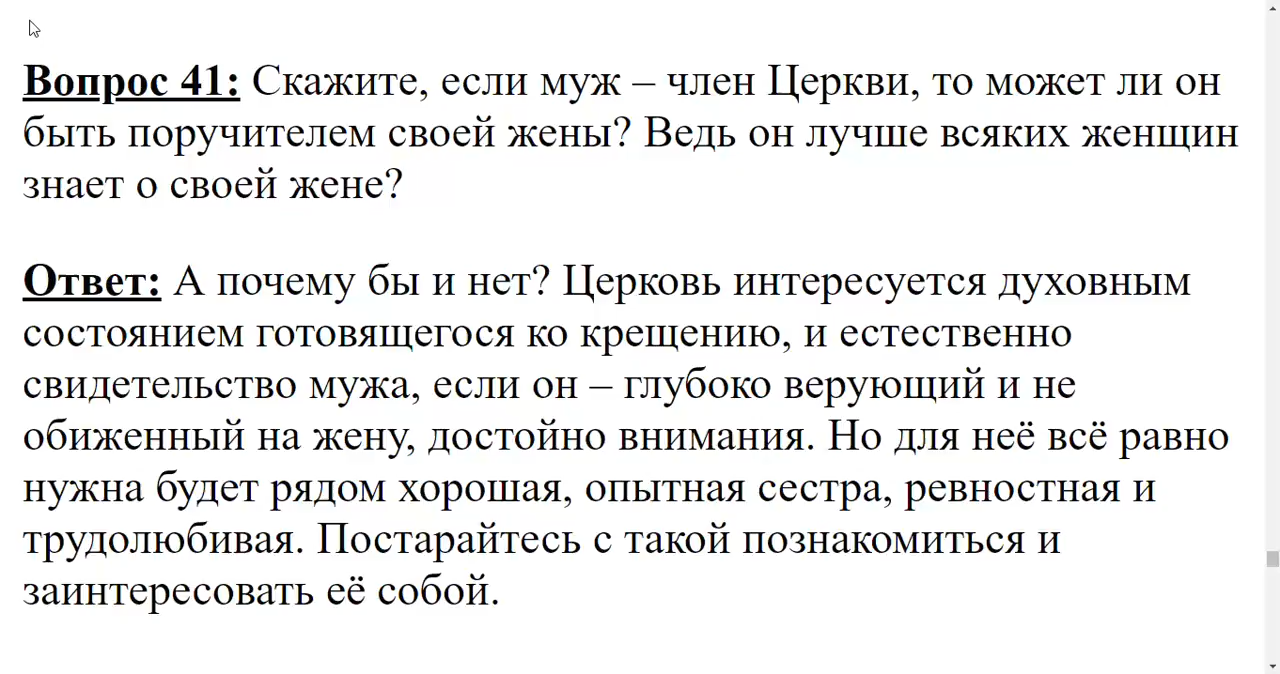 Вопрос 41: Скажите, если муж – член Церкви, то может ли он
быть поручителем своей жены? Ведь он лучше всяких женщин
знает о своей жене?
Ответ: А почему бы и нет? Церковь интересуется духовным
состоянием готовящегося ко крещению, и естественно
свидетельство мужа, если он – глубоко верующий и не
обиженный на жену, достойно внимания. Но для неё всё равно
нужна будет рядом хорошая, опытная сестра, ревностная и
трудолюбивая. Постарайтесь с такой познакомиться и
заинтересовать её собой.